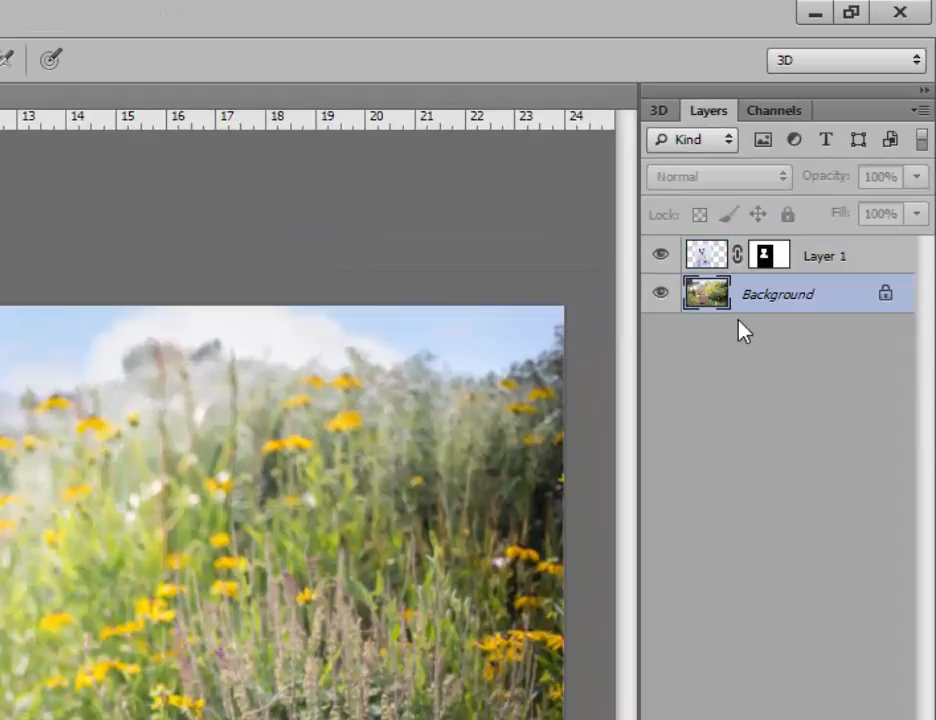 3D
13 14 15 16 17 18 19 20 21 22 23 24
3D Layers Channels
Kind T
Normal Opacity: 100%
Lock: Fill: 100%
Layer 1
Background